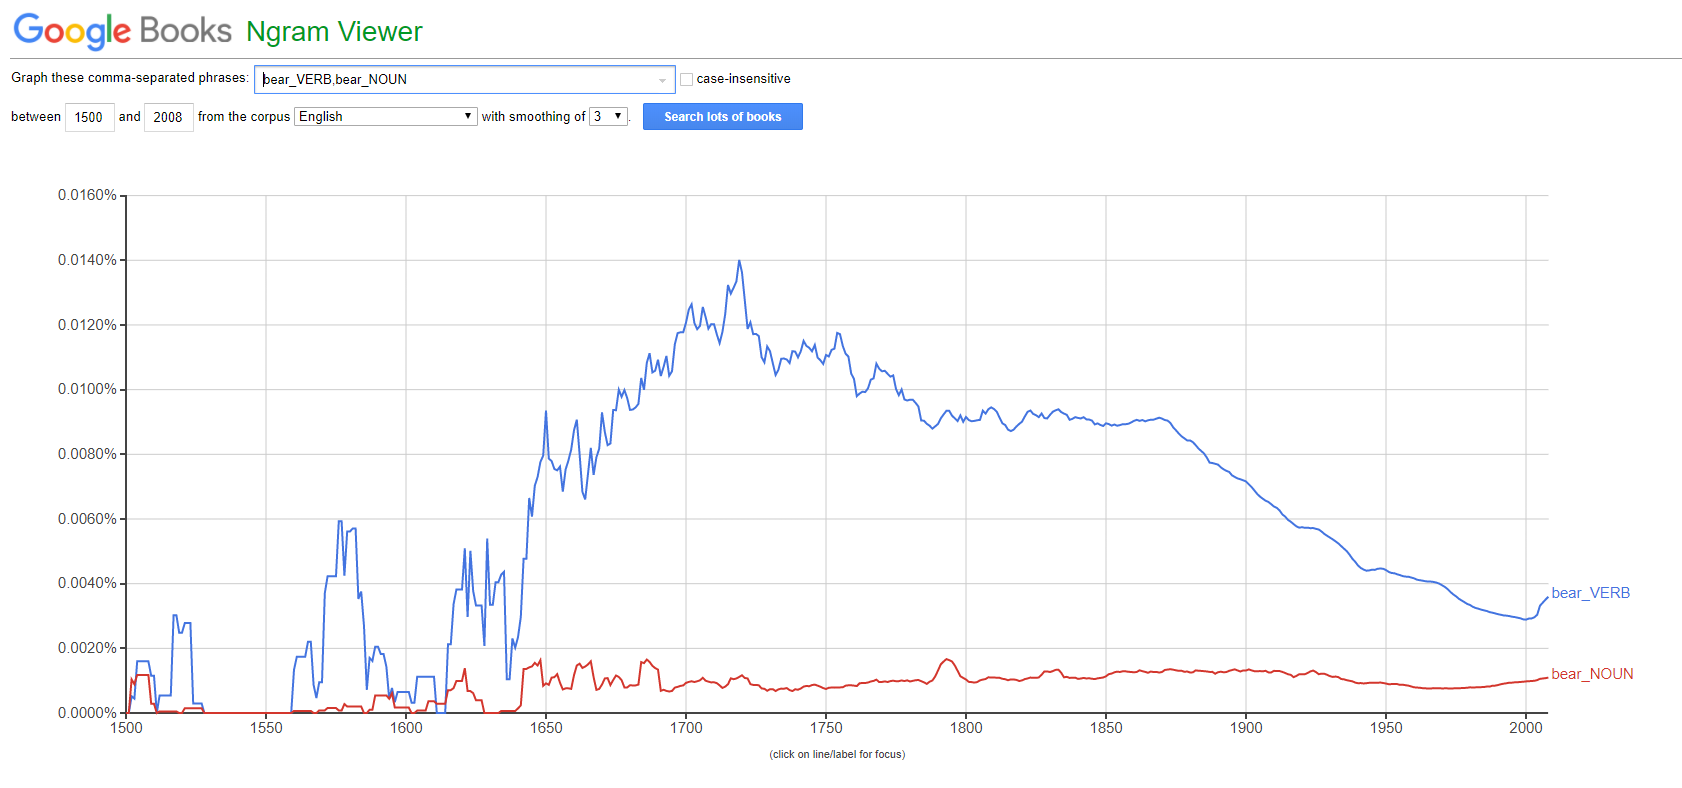 Google Books Ngram Viewer
Graph these comma-separated phrases: bear_VERB,bear_NOUN case-insensitive
between 1500 and 2008 from the corpus English with smoothing of 3 . Search lots of books
0.0160%
0.0140%
0.0120%
0.0100%
0.0080%
0.0060%
0.0040%
bear_VERB
0.0020%
bear_NOUN
0.0000%
1500 1550 1600 1650 1700 1750 1800 1850 1900 1950 2000
(click on line/label for focus)